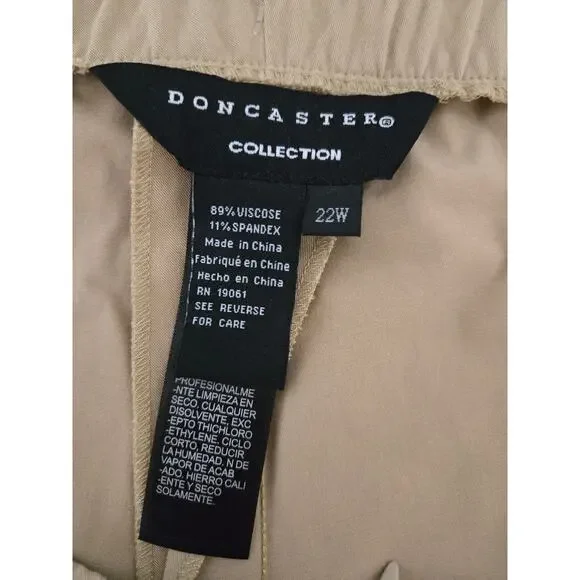 DONCASTER®
COLLECTION
89% VISCOSE
11% SPANDEX
Made in China
Fabriqué en Chine
Hecho en China
RN 19061
SEE REVERSE
FOR CARE
22W
PROFESIONALME
-NTE LIMPIEZA EN
SECO. CUALQUIER
DISOLVENTE, EXC
-EPTO THICHLORO
-ETHYLENE. CICLO
CORTO, REDUCIR
LA HUMEDAD, N DE
VAPOR DE ACAB
-ADO. HIERRO CALI
-ENTE Y SECO
SOLAMENTE.